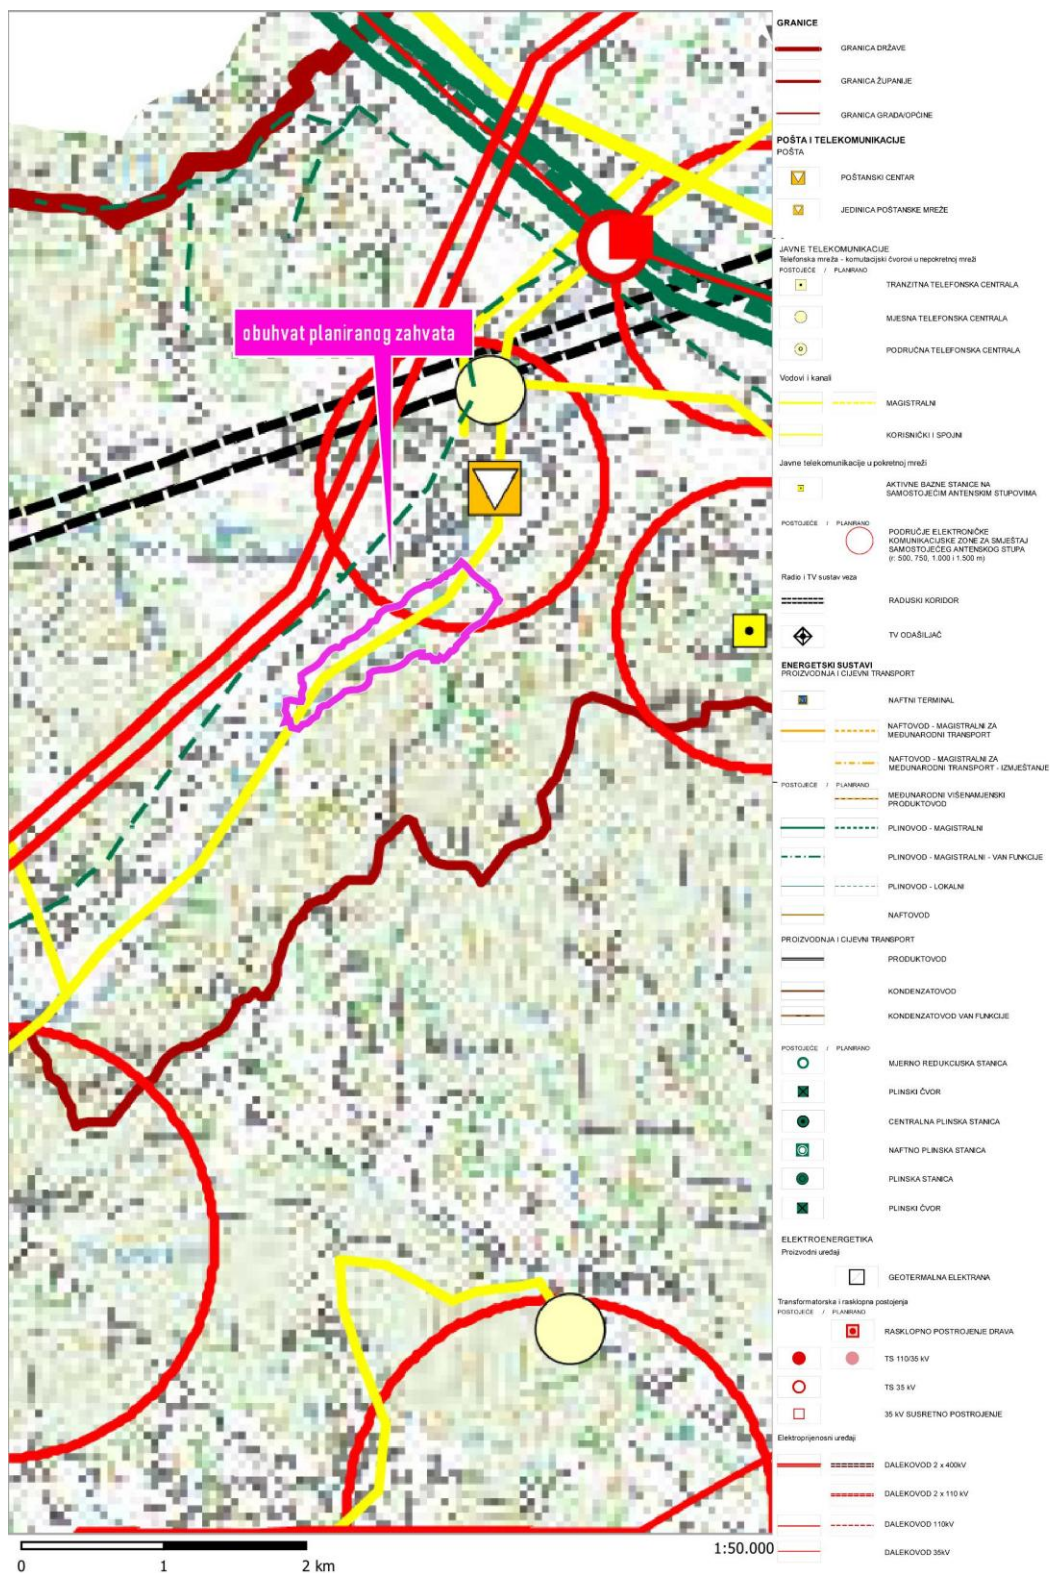 obuhvat planiranog zahvata
0
1
2 km
1:50.000
GRANICE
GRANICA DRŽAVE
GRANICA ŽUPANIJE
GRANICA GRADA/OPĆINE
POŠTA I TELEKOMUNIKACIJE
POŠTA
POŠTANSKI CENTAR
JEDINICA POŠTANSKE MREŽE
JAVNE TELEKOMUNIKACIJE
Telefonska mreža - komutacijski čvorovi u nepokretnoj mreži
POSTOJEĆE / PLANIRANO
TRANZITNA TELEFONSKA CENTRALA
MJESNA TELEFONSKA CENTRALA
PODRUČNA TELEFONSKA CENTRALA
Vodovi i kanali
MAGISTRALNI
KORISNIČKI I SPOJNI
Javne telekomunikacije u pokretnoj mreži
AKTIVNE BAZNE STANICE NA
SAMOSTOJEĆIM ANTENSKIM STUPOVIMA
POSTOJEĆE / PLANIRANO
PODRUČJE ELEKTRONIČKE
KOMUNIKACIJSKE ZONE ZA SMJEŠTAJ
SAMOSTOJEĆEG ANTENSKOG STUPA
(r: 500, 750, 1.000 i 1.500 m)
Radio i TV sustav veza
RADIJSKI KORIDOR
TV ODAŠILJAČ
ENERGETSKI SUSTAVI
PROIZVODNJA I CIJEVNI TRANSPORT
NAFTNI TERMINAL
NAFTOVOD - MAGISTRALNI ZA
MEĐUNARODNI TRANSPORT
NAFTOVOD - MAGISTRALNI ZA
MEĐUNARODNI TRANSPORT - IZMJEŠTANJE
POSTOJEĆE / PLANIRANO
MEĐUNARODNI VIŠENAMJENSKI
PRODUKTOVOD
PLINOVOD - MAGISTRALNI
PLINOVOD - MAGISTRALNI - VAN FUNKCIJE
PLINOVOD - LOKALNI
NAFTOVOD
PROIZVODNJA I CIJEVNI TRANSPORT
PRODUKTOVOD
KONDENZATOVOD
KONDENZATOVOD VAN FUNKCIJE
POSTOJEĆE / PLANIRANO
MJERNO REDUKCIJSKA STANICA
PLINSKI ČVOR
CENTRALNA PLINSKA STANICA
NAFTNO PLINSKA STANICA
PLINSKA STANICA
PLINSKI ČVOR
ELEKTROENERGETIKA
Proizvodni uređaji
GEOTERMALNA ELEKTRANA
Transformatorska i rasklopna postojenja
POSTOJEĆE / PLANIRANO
RASKLOPNO POSTROJENJE DRAVA
TS 110/35 kV
TS 35 kV
35 kV SUSRETNO POSTROJENJE
Elektroprijenosni uređaji
DALEKOVOD 2 x 400kV
DALEKOVOD 2 x 110 kV
DALEKOVOD 110kV
DALEKOVOD 35kV